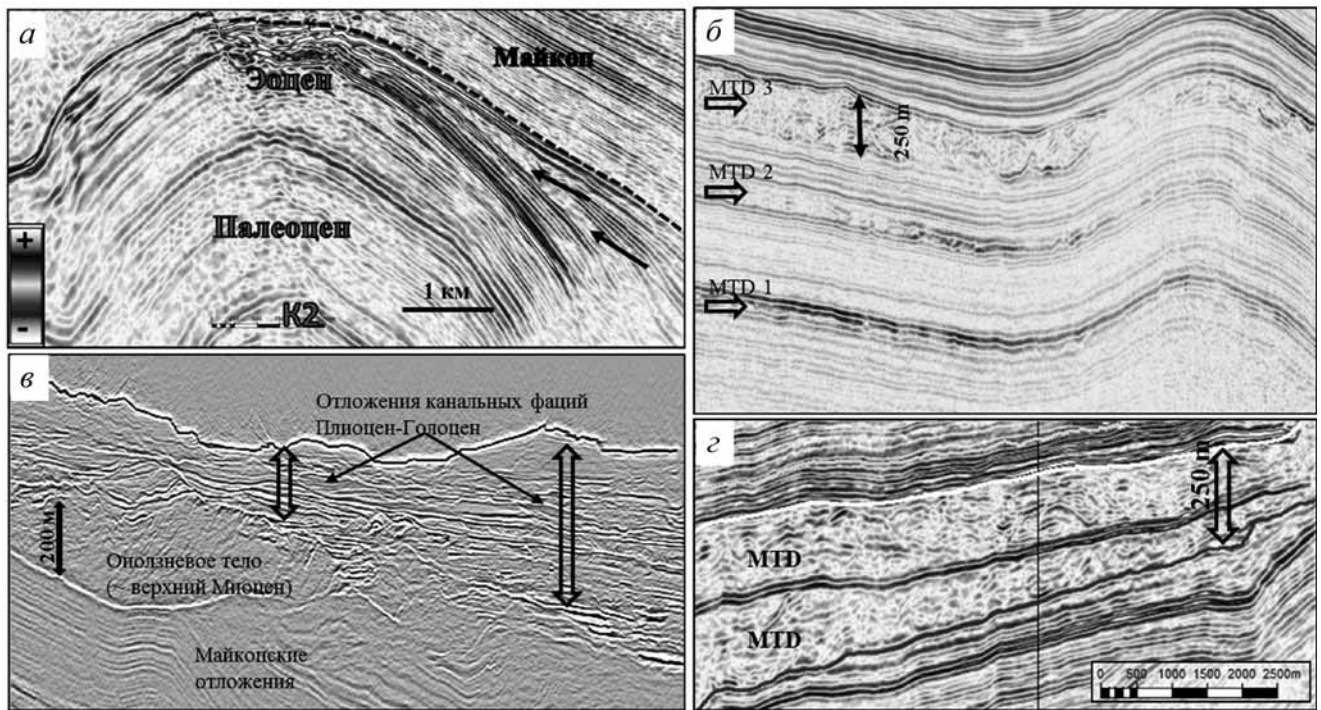 а
Эоцен
Майкоп
Палеоцен
К2
1 км
+
-
б
MTD 3
250 m
MTD 2
MTD 1
в
Отложения канальных фаций
Плиоцен-Голоцен
200 м
Оползневое тело
(~ верхний Миоцен)
Майкопские
отложения
г
250 m
MTD
MTD
0 500 1000 1500 2000 2500m